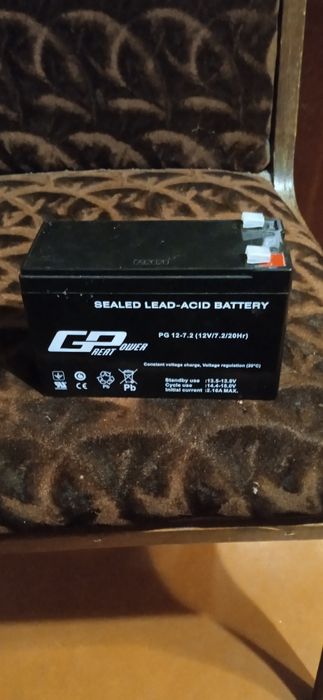 SEALED LEAD-ACID BATTERY
GREAT POWER
PG 12-7.2 (12V/7.2/20Hr)
Constant voltage charge, Voltage regulation (20°C)
Standby use :13.5-13.8V
Cycle use :14.4-15.0V
Initial current :2.16A MAX.
Pb